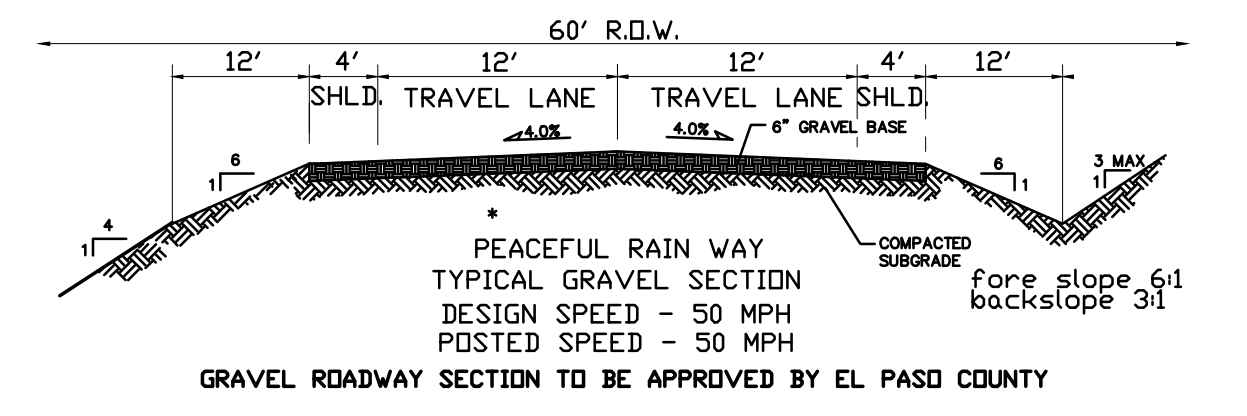 60' R.O.W.
12' 4' 12' 12' 4' 12'
SHLD. TRAVEL LANE TRAVEL LANE SHLD.
4.0% 4.0%
6" GRAVEL BASE
6
1
6
1
3 MAX
1
4
1
*
COMPACTED
SUBGRADE
PEACEFUL RAIN WAY
TYPICAL GRAVEL SECTION
DESIGN SPEED - 50 MPH
POSTED SPEED - 50 MPH
fore slope 6:1
backslope 3:1
GRAVEL ROADWAY SECTION TO BE APPROVED BY EL PASO COUNTY